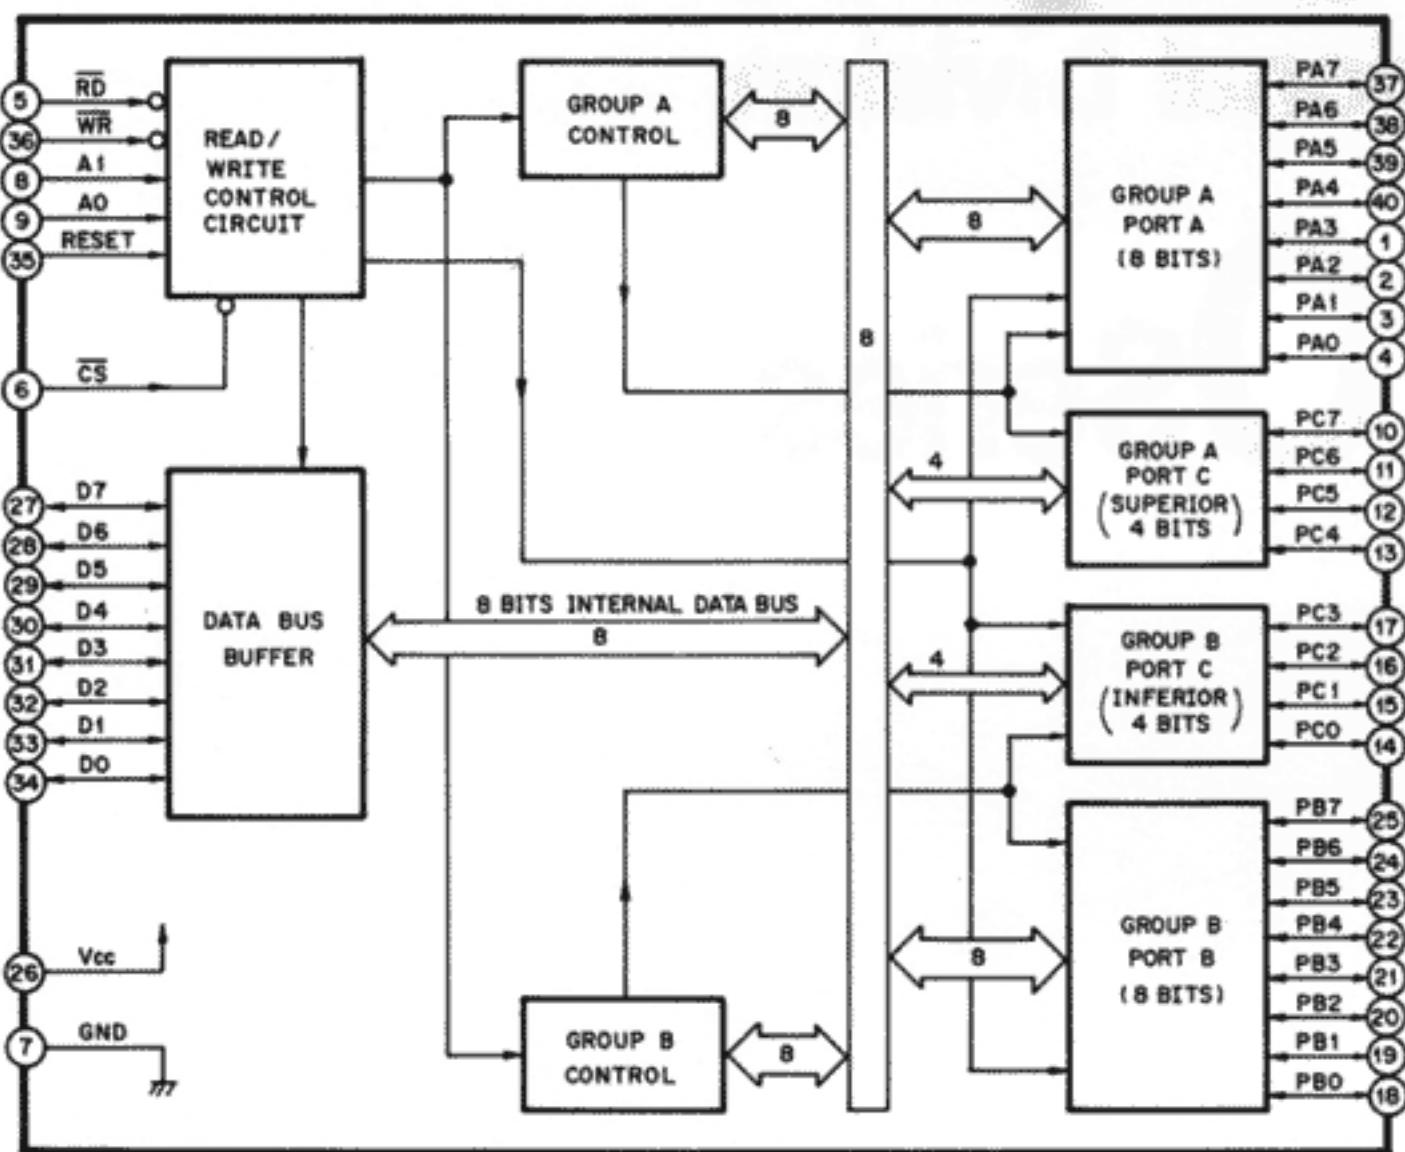 5 RD
36 WR
8 A1
9 A0
35 RESET
READ/
WRITE
CONTROL
CIRCUIT
6 CS
27 D7
28 D6
29 D5
30 D4
31 D3
32 D2
33 D1
34 D0
DATA BUS
BUFFER
26 Vcc
7 GND
GROUP A
CONTROL
8
8 BITS INTERNAL DATA BUS
8
GROUP B
CONTROL
8
8
8
4
4
8
GROUP A
PORT A
(8 BITS)
GROUP A
PORT C
(SUPERIOR)
4 BITS
GROUP B
PORT C
(INFERIOR)
4 BITS
GROUP B
PORT B
(8 BITS)
PA7 37
PA6 38
PA5 39
PA4 40
PA3 1
PA2 2
PA1 3
PA0 4
PC7 10
PC6 11
PC5 12
PC4 13
PC3 17
PC2 16
PC1 15
PC0 14
PB7 25
PB6 24
PB5 23
PB4 22
PB3 21
PB2 20
PB1 19
PB0 18